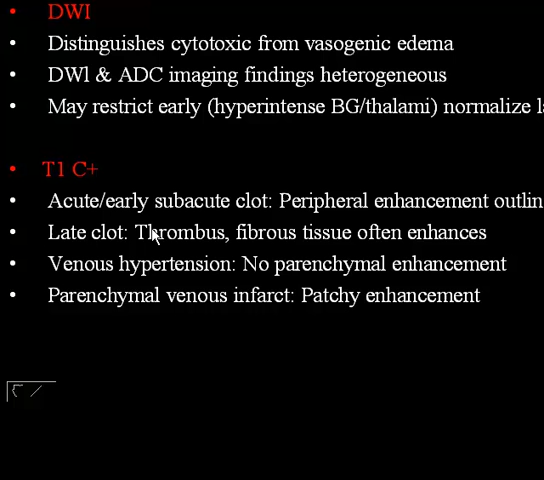 • DWI
• Distinguishes cytotoxic from vasogenic edema
• DWl & ADC imaging findings heterogeneous
• May restrict early (hyperintense BG/thalami) normalize
• T1 C+
• Acute/early subacute clot: Peripheral enhancement
• Late clot: Thrombus, fibrous tissue often enhances
• Venous hypertension: No parenchymal enhancement
• Parenchymal venous infarct: Patchy enhancement